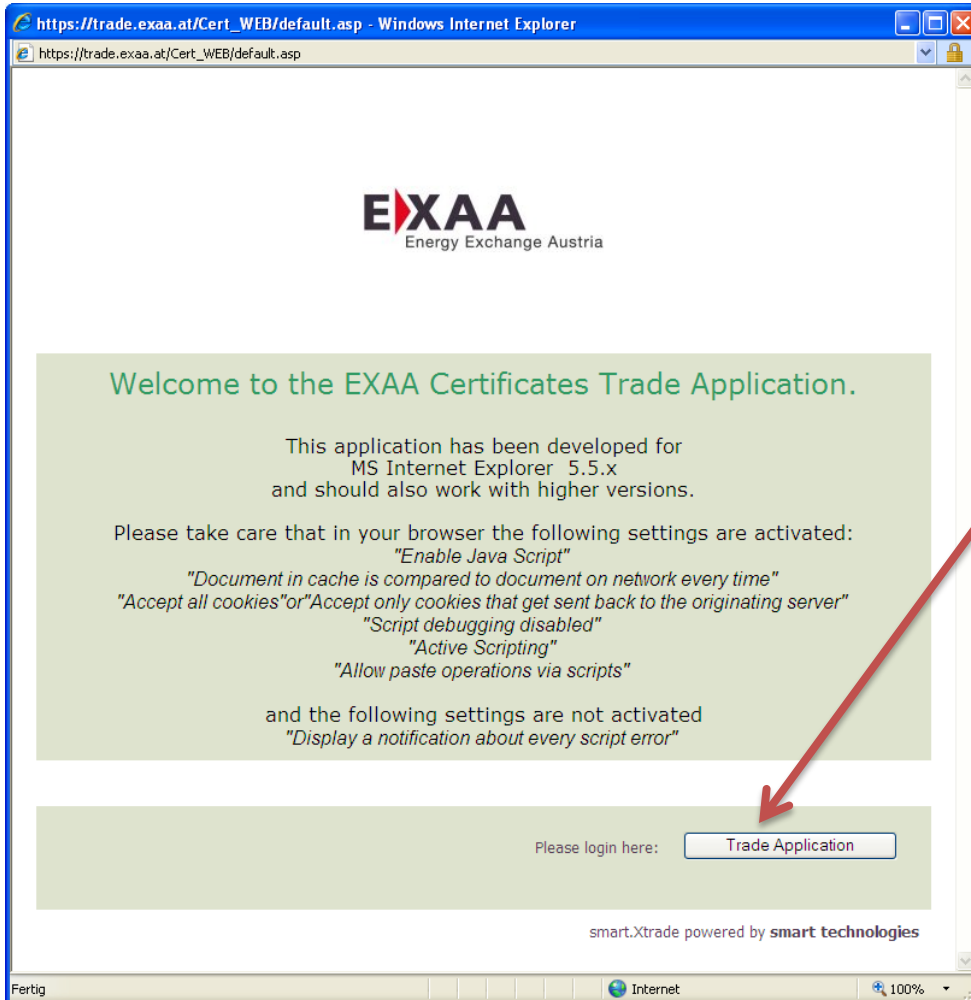 https://trade.exaa.at/Cert_WEB/default.asp - Windows Internet Explorer
https://trade.exaa.at/Cert_WEB/default.asp
EXAA
Energy Exchange Austria
Welcome to the EXAA Certificates Trade Application.
This application has been developed for
MS Internet Explorer 5.5.x
and should also work with higher versions.
Please take care that in your browser the following settings are activated:
"Enable Java Script"
"Document in cache is compared to document on network every time"
"Accept all cookies"or"Accept only cookies that get sent back to the originating server"
"Script debugging disabled"
"Active Scripting"
"Allow paste operations via scripts"
and the following settings are not activated
"Display a notification about every script error"
Please login here: Trade Application
smart.Xtrade powered by smart technologies
Fertig Internet 100%